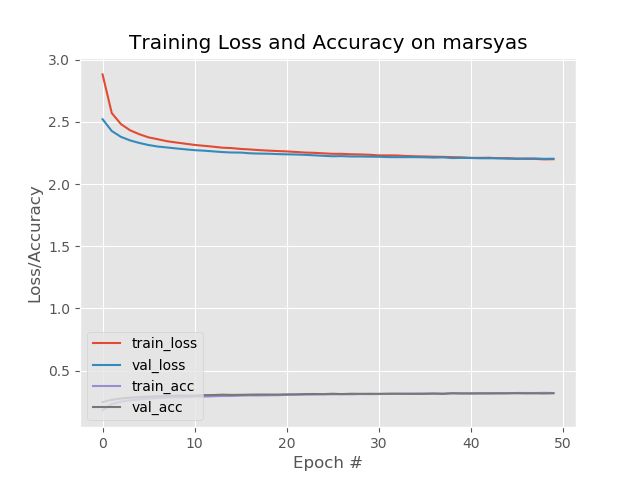 Training Loss and Accuracy on marsyas
3.0
2.5
2.0
1.5
1.0
0.5
Loss/Accuracy
train_loss
val_loss
train_acc
val_acc
0 10 20 30 40 50
Epoch #